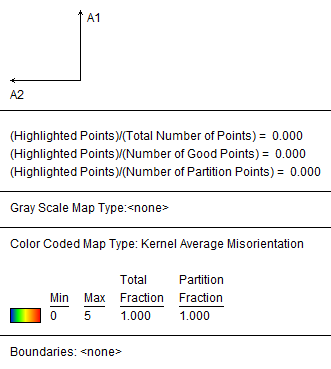 A1
A2
(Highlighted Points)/(Total Number of Points) = 0.000
(Highlighted Points)/(Number of Good Points) = 0.000
(Highlighted Points)/(Number of Partition Points) = 0.000
Gray Scale Map Type:<none>
Color Coded Map Type: Kernel Average Misorientation
Total Partition
Min Max Fraction Fraction
0 5 1.000 1.000
Boundaries: <none>